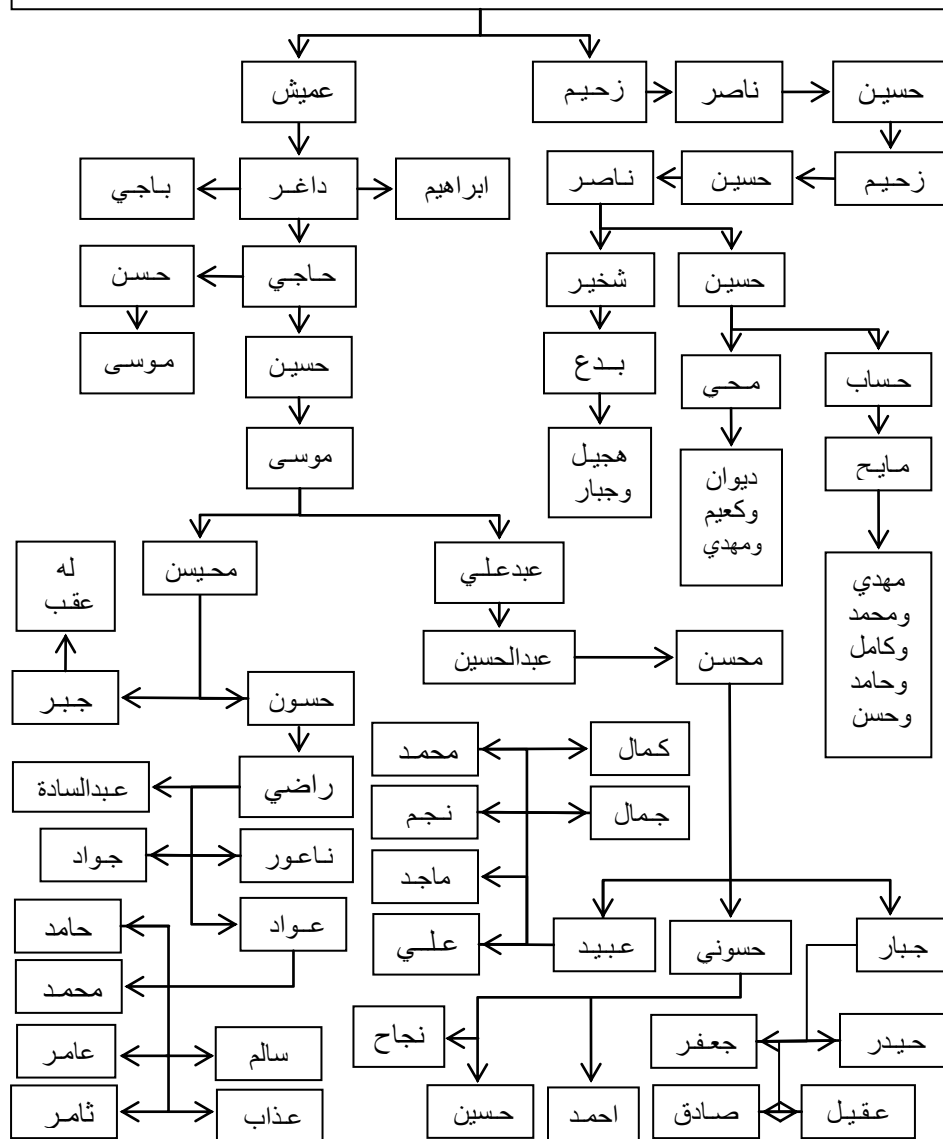 حسين
ناصر
زحيم
عميش
زحيم
حسين
ناصر
ابراهيم
داغر
باجي
حسين
شخير
حاجي
حسن
حساب
محي
بدع
حسين
موسى
مايح
ديوان
وكعيم
ومهدي
هجيل
وجبار
موسى
مهدي
ومحمد
وكامل
وحامد
وحسن
عبدعلي
محيسن
له
عقب
محسن
عبدالحسين
حسون
جبر
كمال
محمد
راضي
عبدالسادة
جمال
نجم
ناعور
جواد
ماجد
جبار
حسوني
عبيد
علي
عواد
حامد
محمد
حيدر
جعفر
نجاح
سالم
عامر
عقيل
صادق
احمد
حسين
عذاب
ثامر